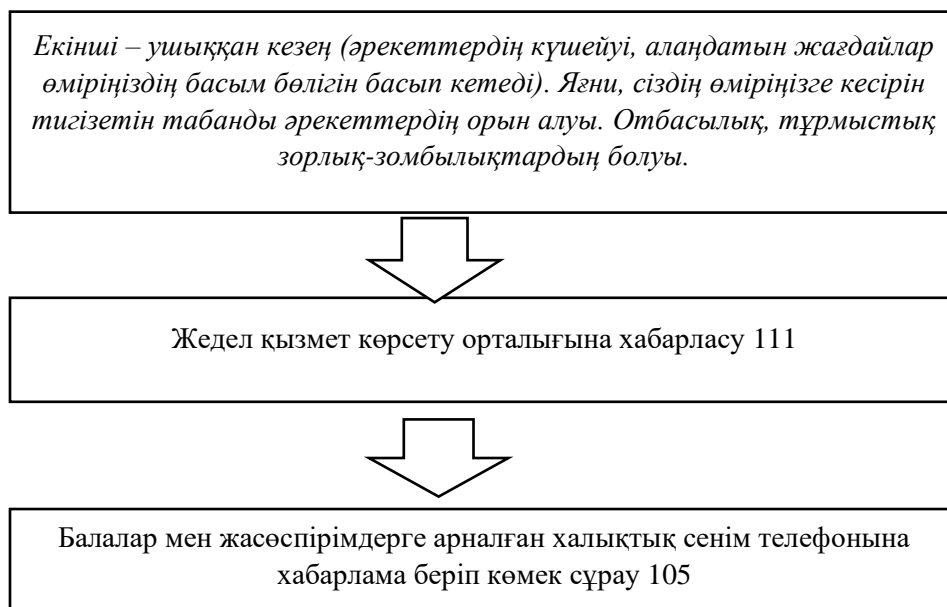 Екінші – ушыққан кезең (әрекеттердің күшейуі, алаңдатын жағдайлар
өміріңіздің басым бөлігін басып кетеді). Яғни, сіздің өміріңізге кесірін
тигізетін табанды әрекеттердің орын алуы. Отбасылық, тұрмыстық
зорлық-зомбылықтардың болуы.
Жедел қызмет көрсету орталығына хабарласу 111
Балалар мен жасөспірімдерге арналған халықтық сенім телефонына
хабарлама беріп көмек сұрау 105